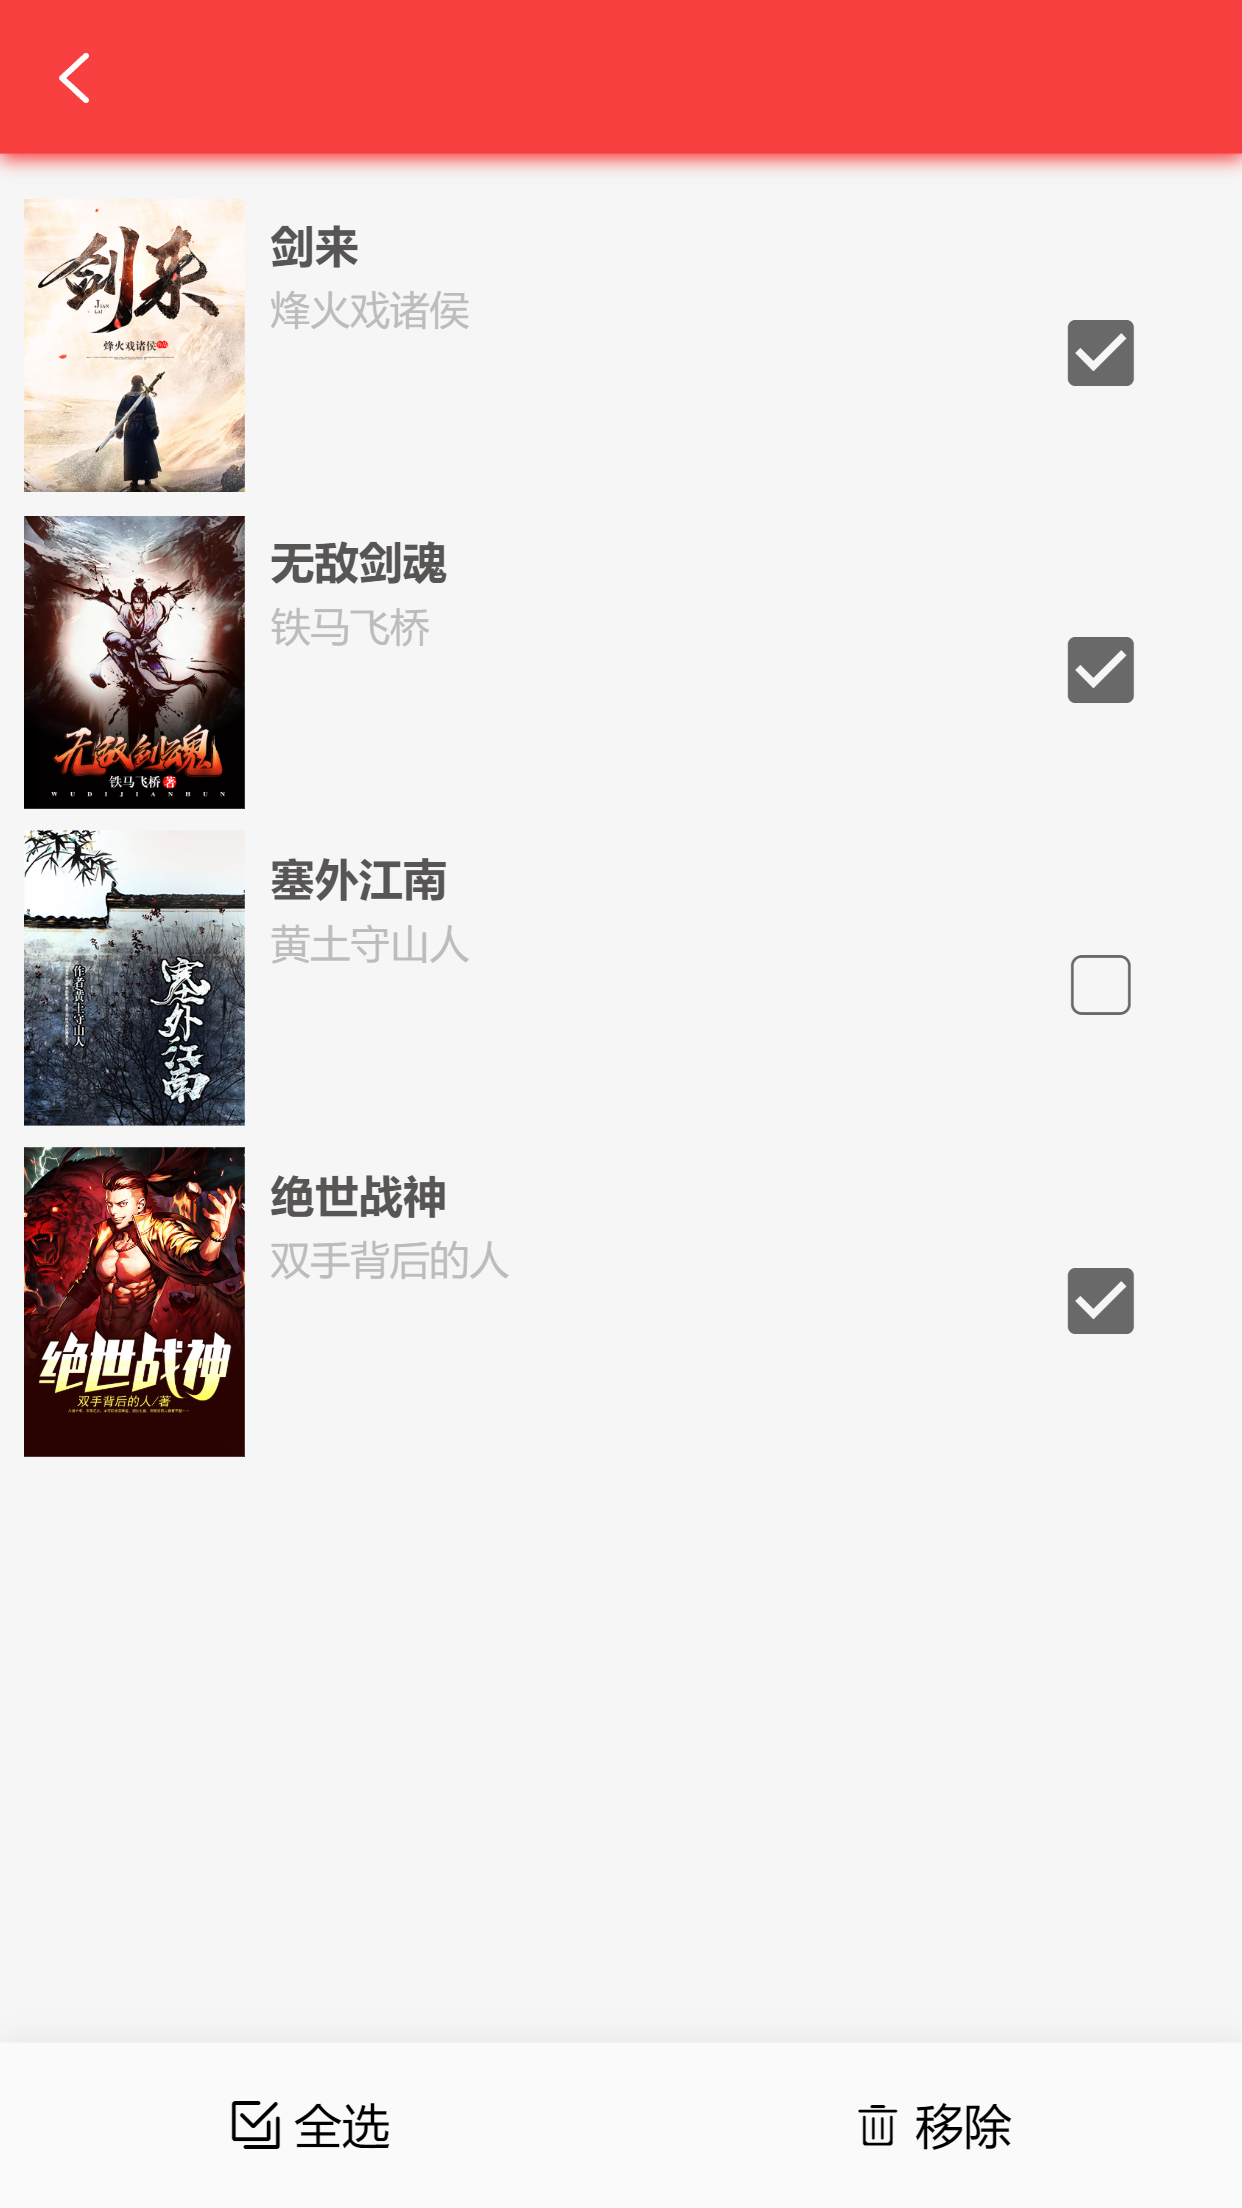 剑来
JIAN
LAI
烽火戏诸侯
剑来
烽火戏诸侯
无敌剑魂
铁马飞桥 著
WUDIJIANHUN
无敌剑魂
铁马飞桥
塞外江南
作者黄土守山人
塞外江南
黄土守山人
绝世战神
双手背后的人/著
绝世战神
双手背后的人
全选
移除